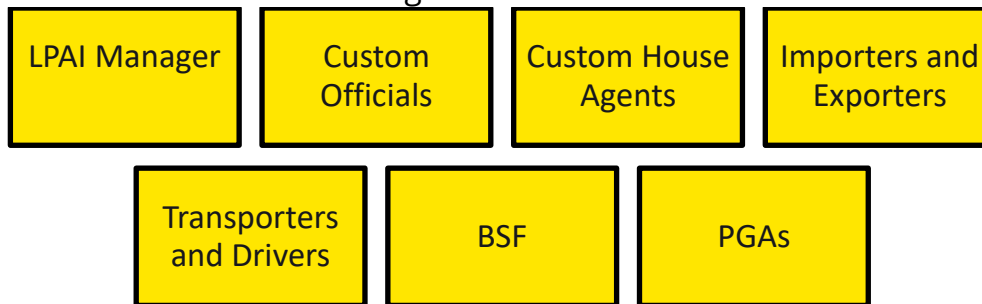 LPAI Manager
Custom
Officials
Custom House
Agents
Importers and
Exporters
Transporters
and Drivers
BSF
PGAs